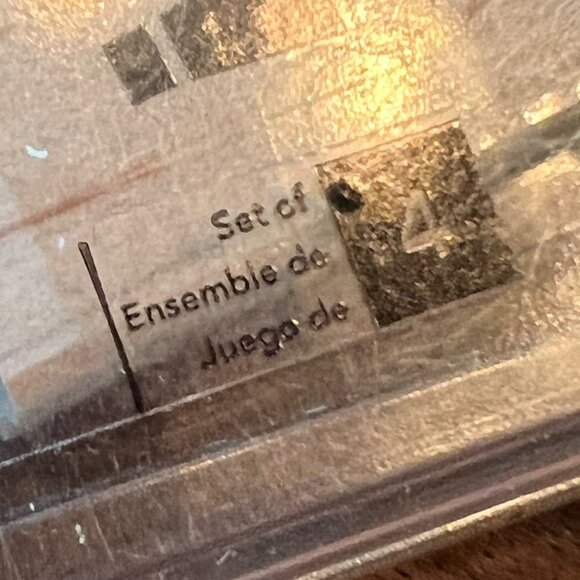 Set of
Ensemble de
Juego de
4